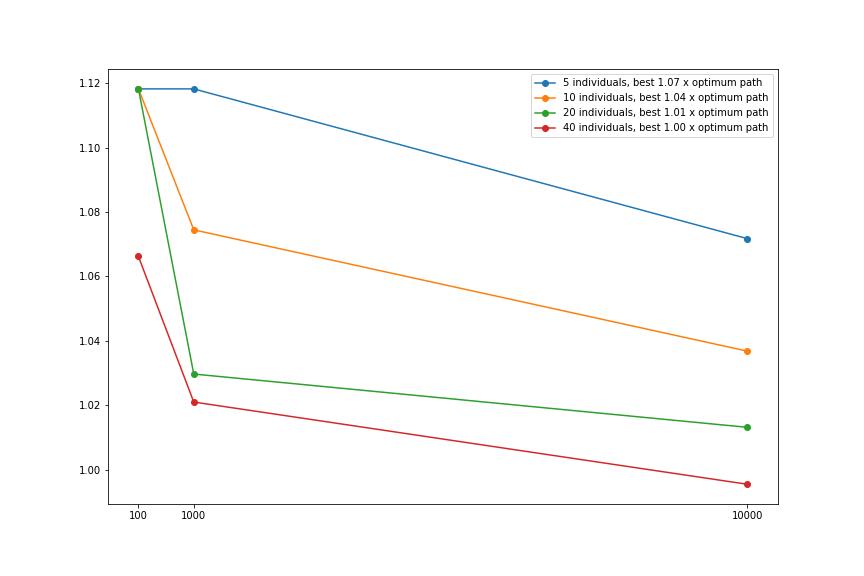 1.12
1.10
1.08
1.06
1.04
1.02
1.00
5 individuals, best 1.07 x optimum path
10 individuals, best 1.04 x optimum path
20 individuals, best 1.01 x optimum path
40 individuals, best 1.00 x optimum path
100 1000 10000